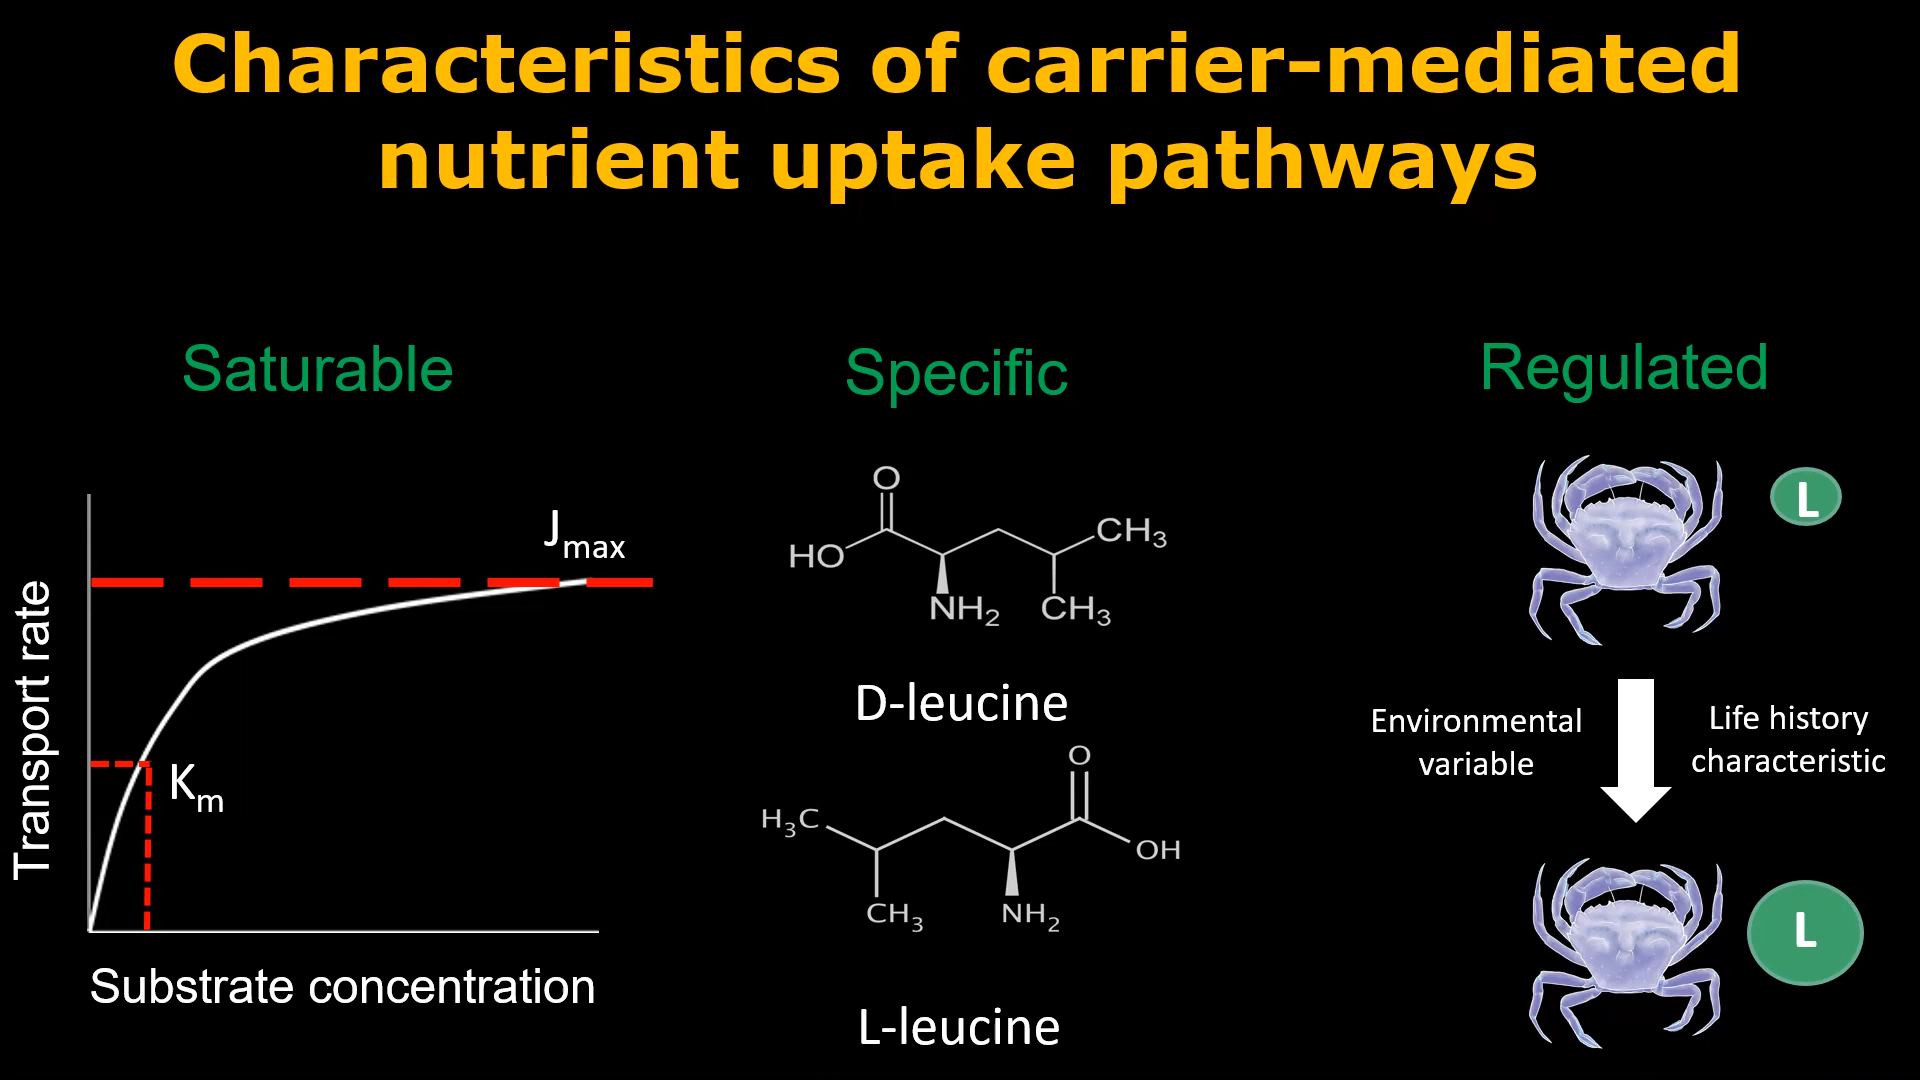 Characteristics of carrier-mediated
nutrient uptake pathways
Saturable
Transport rate
Jmax
Km
Substrate concentration
Specific
O
HO
CH3
NH2
CH3
D-leucine
O
H3C
OH
CH3
NH2
L-leucine
Regulated
L
Environmental
variable
Life history
characteristic
L